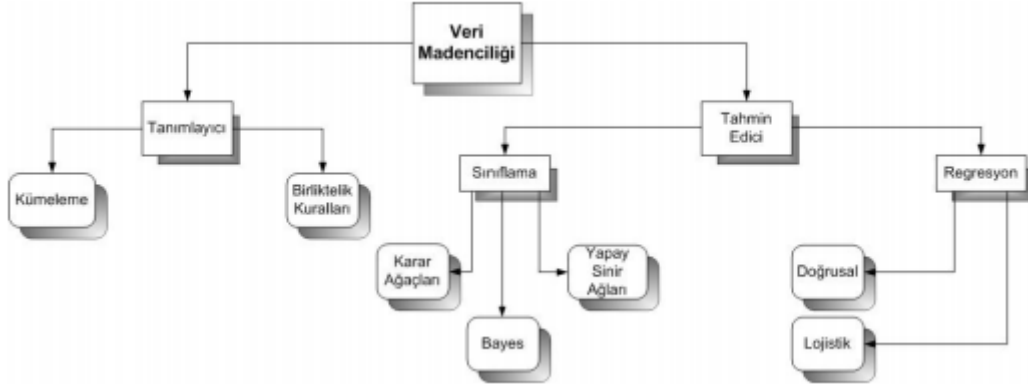 Veri
Madenciliği
Tanımlayıcı
Tahmin
Edici
Kümeleme
Birliktelik
Kuralları
Sınıflama
Regresyon
Karar
Ağaçları
Yapay
Sinir
Ağları
Bayes
Doğrusal
Lojistik